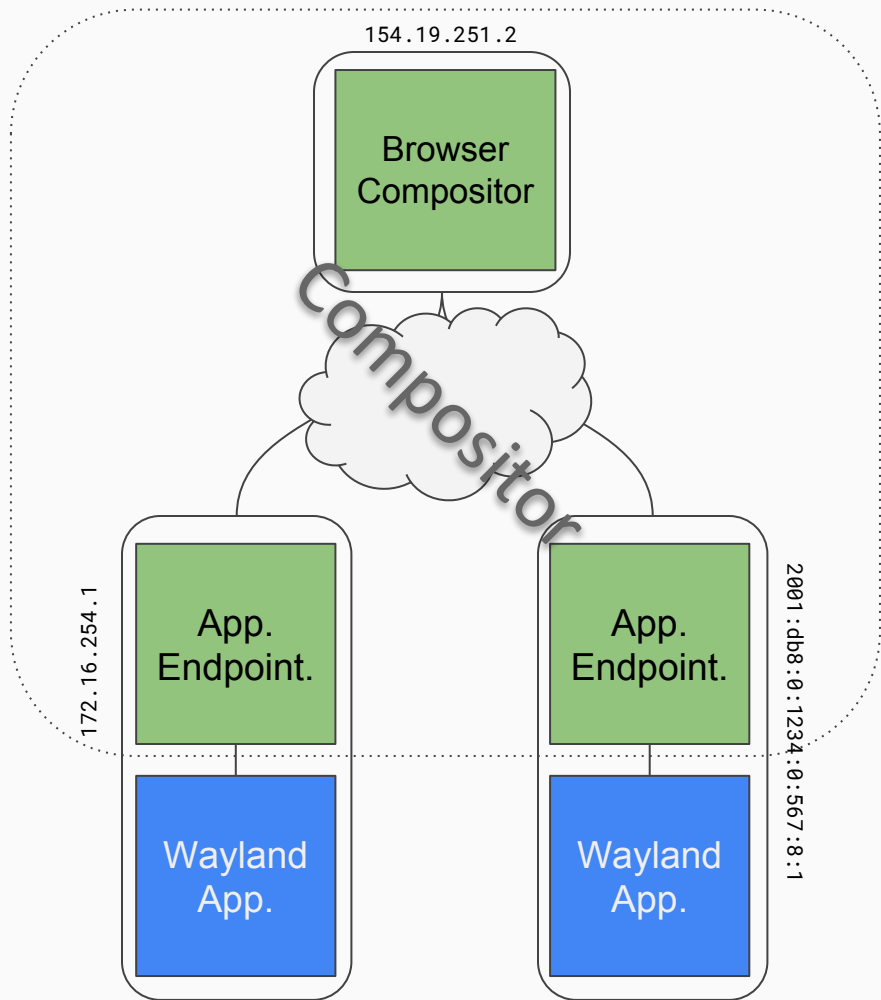 154.19.251.2
Browser
Compositor
Compositor
172.16.254.1
App.
Endpoint.
App.
Endpoint.
2001:db8:0:1234:0:567:8:1
Wayland
App.
Wayland
App.